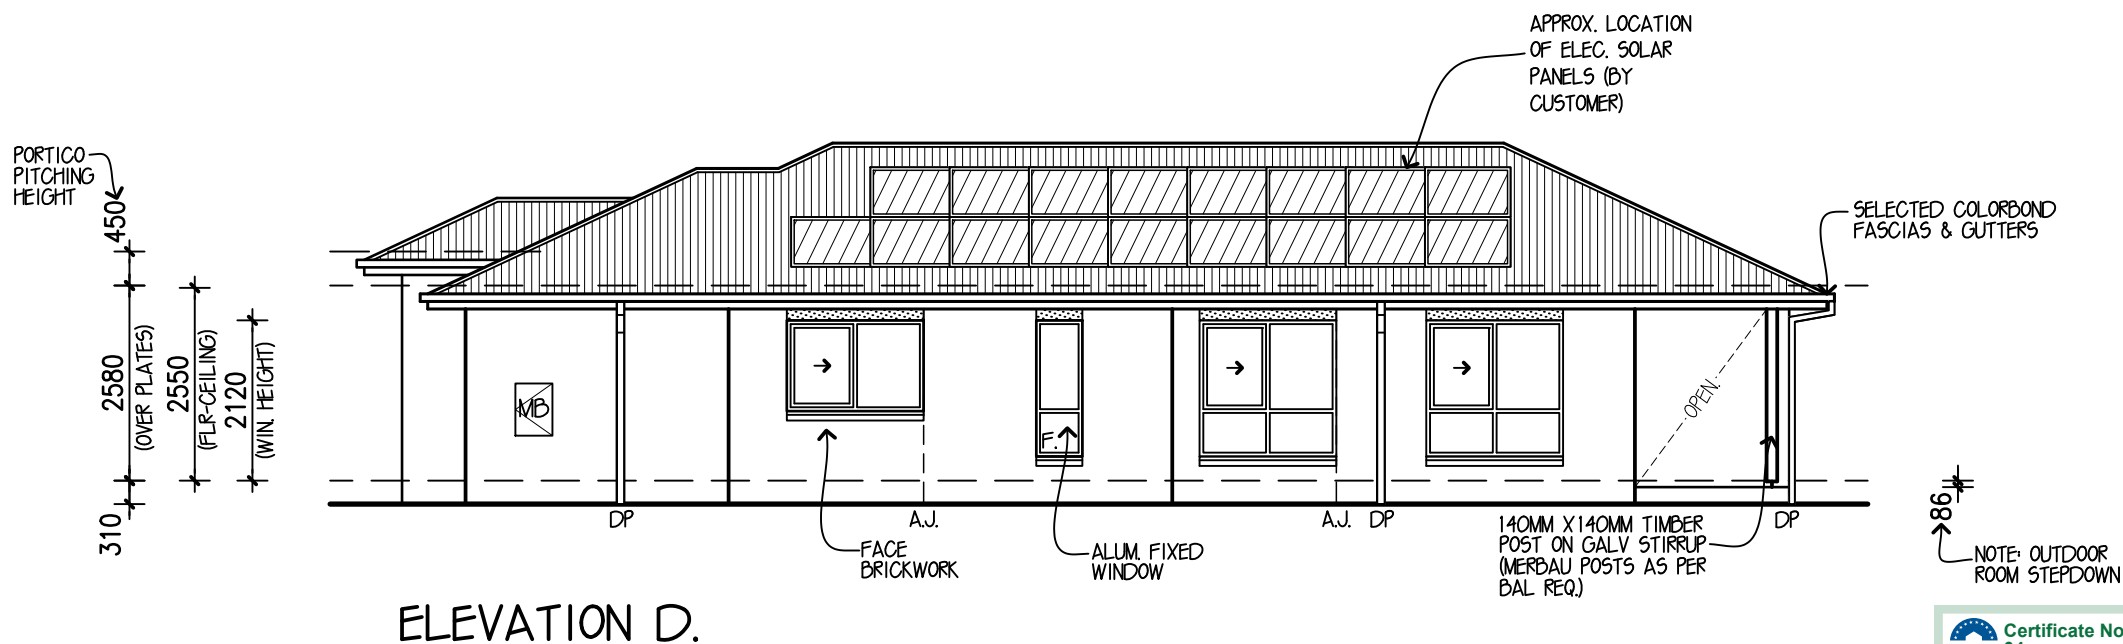 APPROX. LOCATION
OF ELEC. SOLAR
PANELS (BY
CUSTOMER)
PORTICO
PITCHING
HEIGHT
450
SELECTED COLORBOND
FASCIAS & GUTTERS
2580
(OVER PLATES)
2550
(FLR-CEILING)
2120
(WIN. HEIGHT)
310
MB
F.
OPEN.
DP
A.J.
A.J.
DP
DP
FACE
BRICKWORK
ALUM. FIXED
WINDOW
140MM X 140MM TIMBER
POST ON GALV STIRRUP
(MERBAU POSTS AS PER
BAL REQ.)
86
NOTE: OUTDOOR
ROOM STEPDOWN
ELEVATION D.
Certificate No